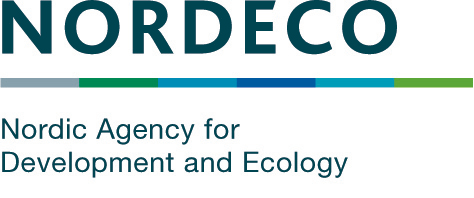 NORDECO
Nordic Agency for
Development and Ecology